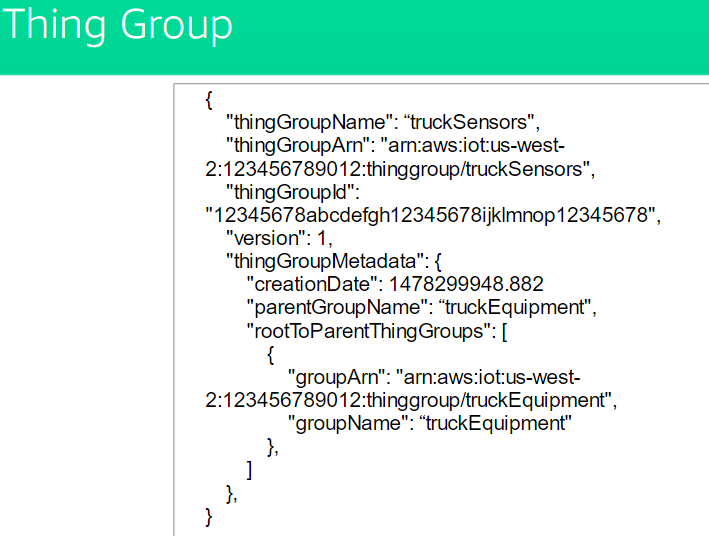 Thing Group
{
"thingGroupName": “truckSensors",
"thingGroupArn": "arn:aws:iot:us-west-
2:123456789012:thinggroup/truckSensors",
"thingGroupId":
"12345678abcdefgh12345678ijklmnop12345678",
"version": 1,
"thingGroupMetadata": {
"creationDate": 1478299948.882
"parentGroupName": “truckEquipment",
"rootToParentThingGroups": [
{
"groupArn": "arn:aws:iot:us-west-
2:123456789012:thinggroup/truckEquipment",
"groupName": “truckEquipment"
},
]
},
}